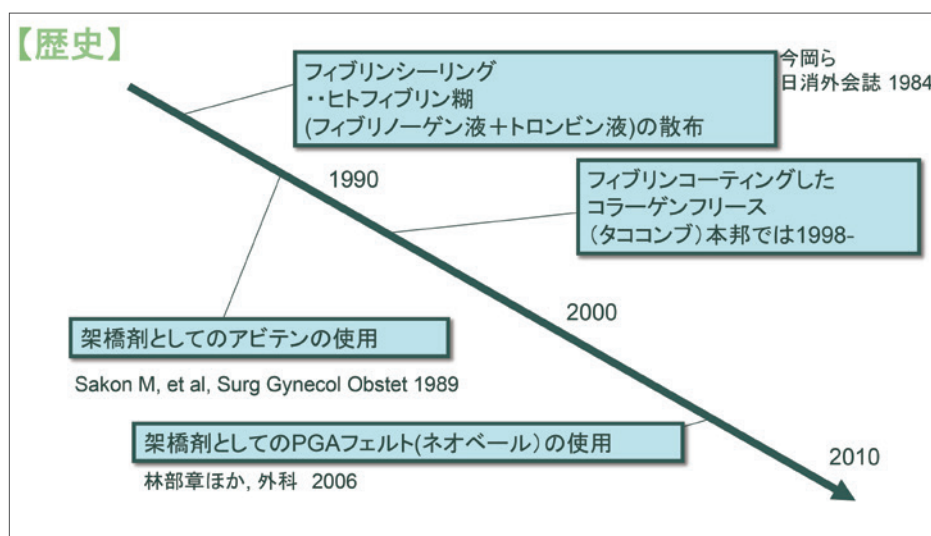 【歴史】
フィブリンシーリング
・・ヒトフィブリン糊
(フィブリノーゲン液＋トロンビン液)の散布
今岡ら
日消外会誌 1984
1990
フィブリンコーティングした
コラーゲンフリース
（タココンブ）本邦では1998-
2000
架橋剤としてのアビテンの使用
Sakon M, et al, Surg Gynecol Obstet 1989
架橋剤としてのPGAフェルト(ネオベール）の使用
林部章ほか, 外科 2006
2010